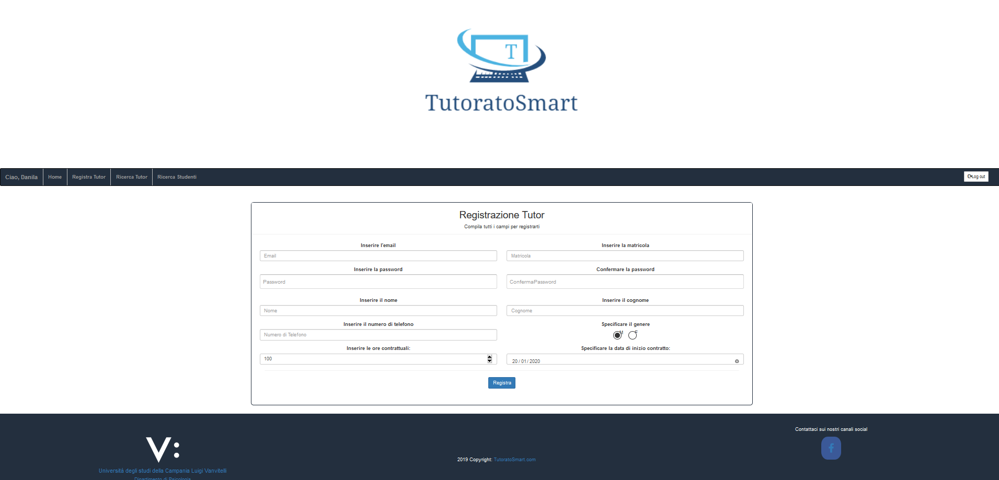 T
TutoratoSmart
Ciao, Danila
Home
Registra Tutor
Ricerca Tutor
Ricerca Studenti
Log out
Registrazione Tutor
Compila tutti i campi per registrarti
Inserire l'email
Email
Inserire la matricola
Matricola
Inserire la password
Password
Confermare la password
ConfermaPassword
Inserire il nome
Nome
Inserire il cognome
Cognome
Inserire il numero di telefono
Numero di Telefono
Specificare il genere
M
F
Inserire le ore contrattuali:
100
Specificare la data di inizio contratto:
20 / 01 / 2020
Registra
V:
Università degli studi della Campania Luigi Vanvitelli
Dipartimento di Psicologia
2019 Copyright: TutoratoSmart.com
Contattaci sui nostri canali social
f